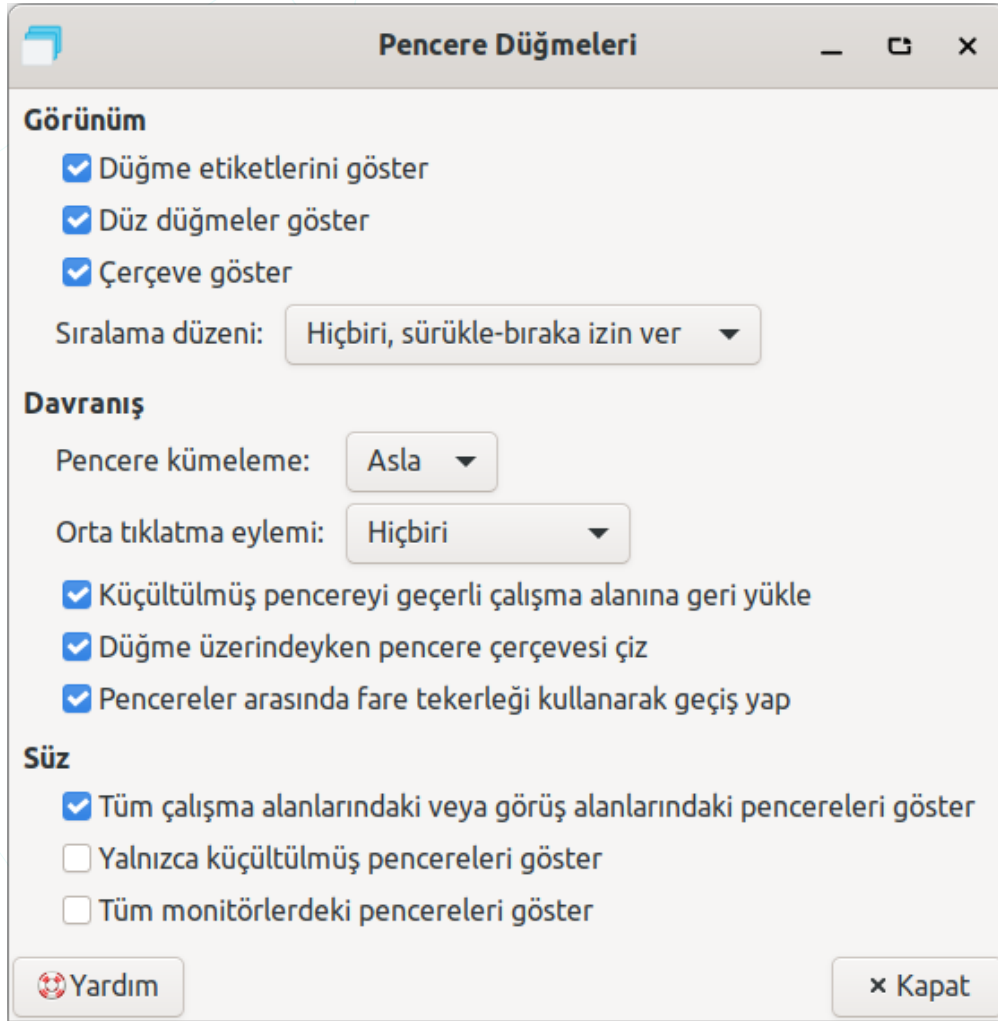 Pencere Düğmeleri
Görünüm
Düğme etiketlerini göster
Düz düğmeler göster
Çerçeve göster
Sıralama düzeni: Hiçbiri, sürükle-bıraka izin ver
Davranış
Pencere kümeleme: Asla
Orta tıklatma eylemi: Hiçbiri
Küçültülmüş pencereyi geçerli çalışma alanına geri yükle
Düğme üzerindeyken pencere çerçevesi çiz
Pencereler arasında fare tekerleği kullanarak geçiş yap
Süz
Tüm çalışma alanlarındaki veya görüş alanlarındaki pencereleri göster
Yalnızca küçültülmüş pencereleri göster
Tüm monitörlerdeki pencereleri göster
Yardım Kapat